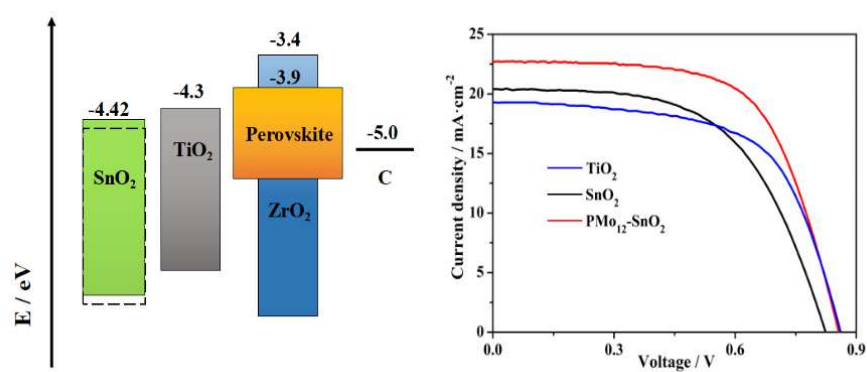 E / eV
-4.42
SnO₂
-4.3
TiO₂
-3.4
-3.9
Perovskite
ZrO₂
-5.0
C
Current density / mA·cm⁻²
25
20
15
10
5
0
TiO₂
SnO₂
PMo₁₂-SnO₂
0.0
0.3
0.6
0.9
Voltage / V